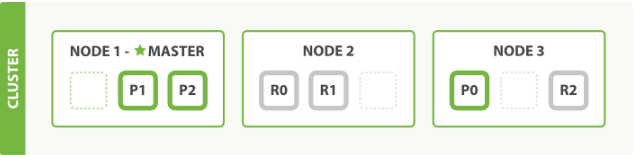 CLUSTER
NODE 1 - ★ MASTER
P1 P2
NODE 2
R0 R1
NODE 3
P0 R2